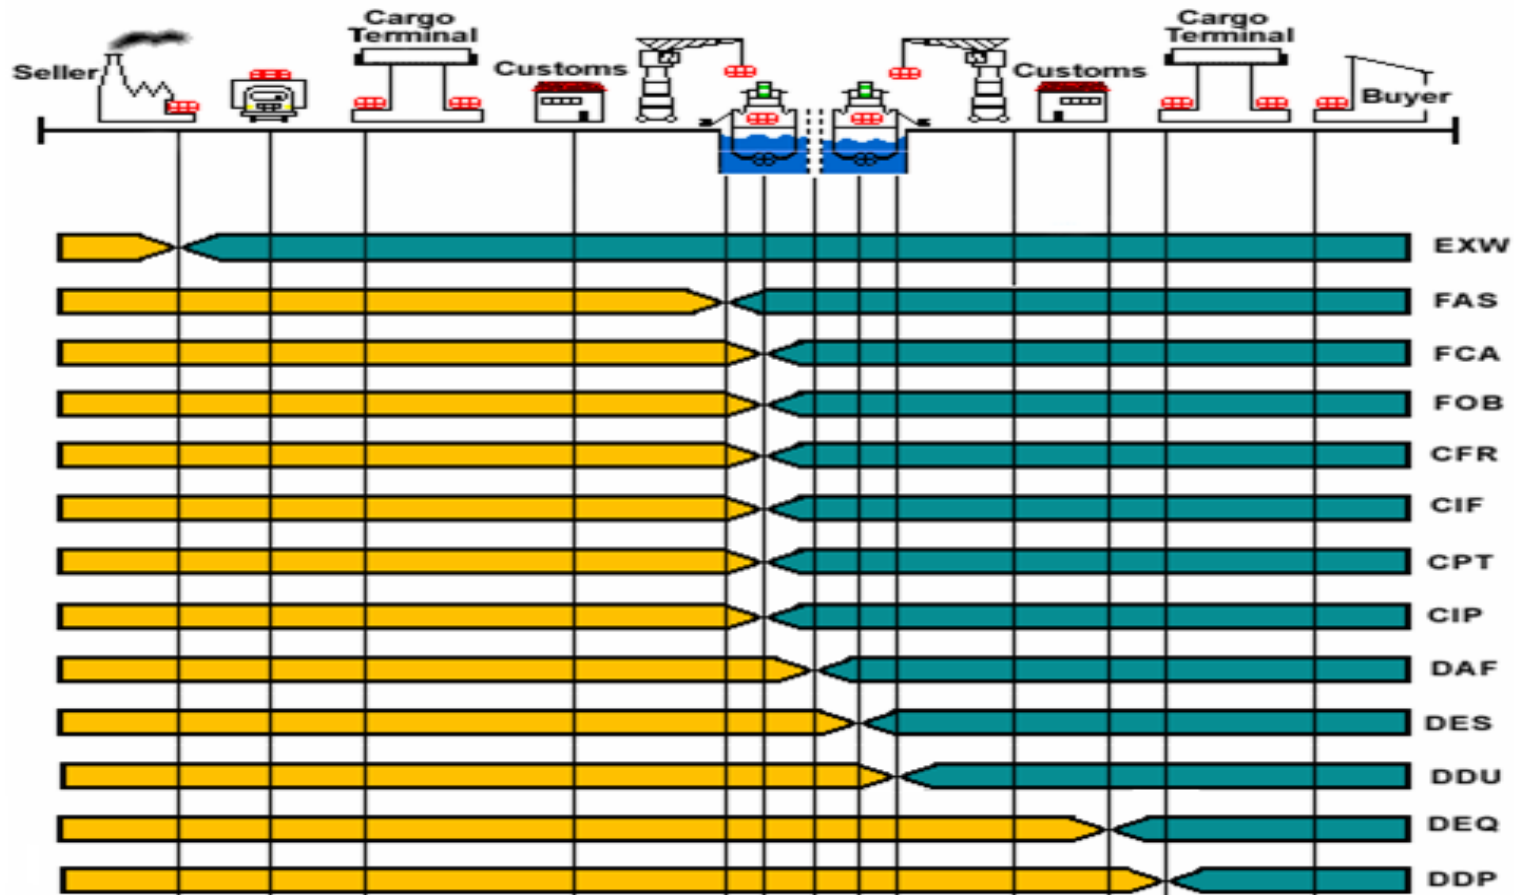 Cargo
Terminal
Cargo
Terminal
Seller
Customs
Customs
Buyer
EXW
FAS
FCA
FOB
CFR
CIF
CPT
CIP
DAF
DES
DDU
DEQ
DDP